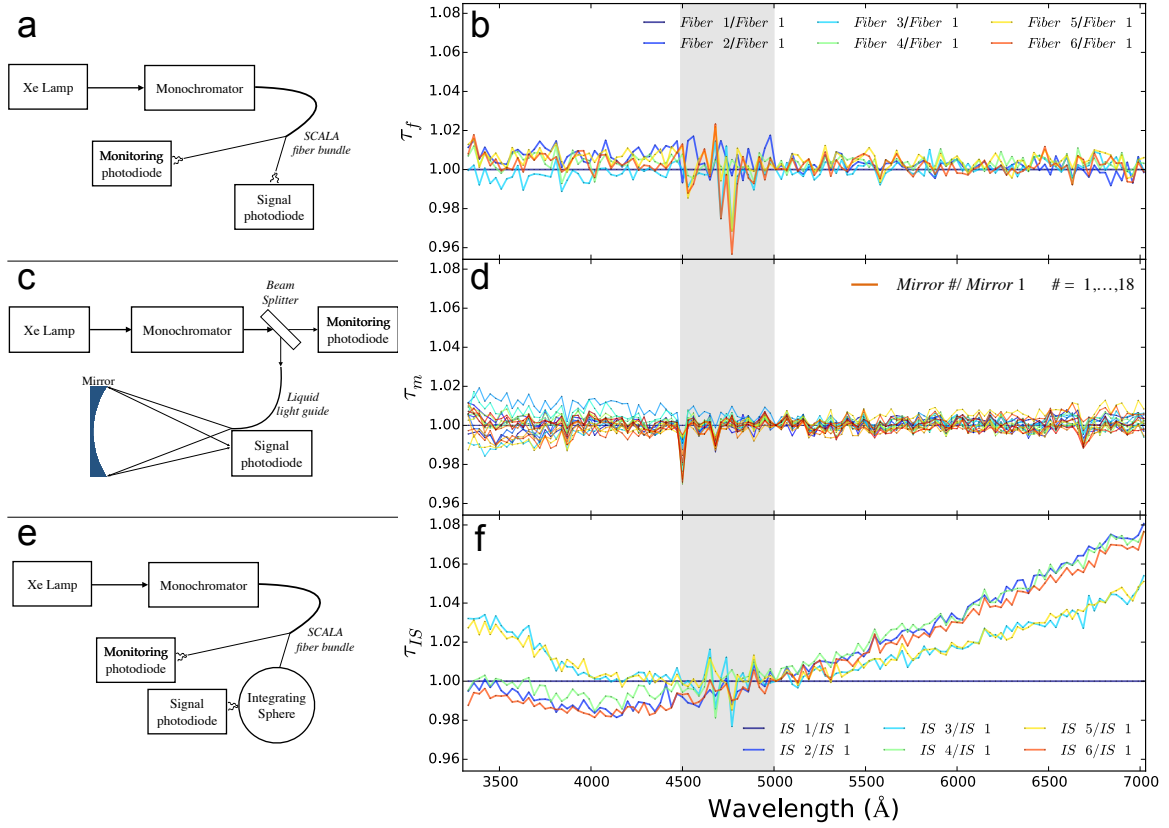 a
Xe Lamp
Monochromator
SCALA
fiber bundle
Monitoring
photodiode
Signal
photodiode
b
Fiber 1/Fiber 1
Fiber 3/Fiber 1
Fiber 5/Fiber 1
Fiber 2/Fiber 1
Fiber 4/Fiber 1
Fiber 6/Fiber 1
1.08
1.06
1.04
1.02
1.00
0.98
0.96
τf
c
Beam
Splitter
Xe Lamp
Monochromator
Monitoring
photodiode
Mirror
Liquid
light guide
Signal
photodiode
d
Mirror #/ Mirror 1 # = 1,...,18
1.08
1.06
1.04
1.02
1.00
0.98
0.96
τm
e
Xe Lamp
Monochromator
SCALA
fiber bundle
Monitoring
photodiode
Signal
photodiode
Integrating
Sphere
f
1.08
1.06
1.04
1.02
1.00
0.98
0.96
τIS
IS 1/IS 1
IS 3/IS 1
IS 5/IS 1
IS 2/IS 1
IS 4/IS 1
IS 6/IS 1
3500 4000 4500 5000 5500 6000 6500 7000
Wavelength (Å)